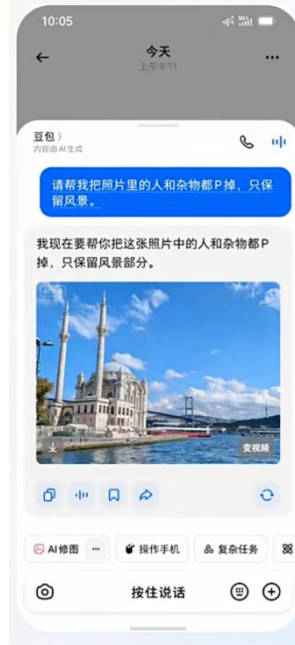 10:05
今天
上午9:11
豆包〉
内容由AI生成
请帮我把照片里的人和杂物都P掉,只保
留风景。
我现在要帮你把这张照片中的人和杂物都P
掉,只保留风景部分。
变视频
AI修图
操作手机
复杂任务
按住说话